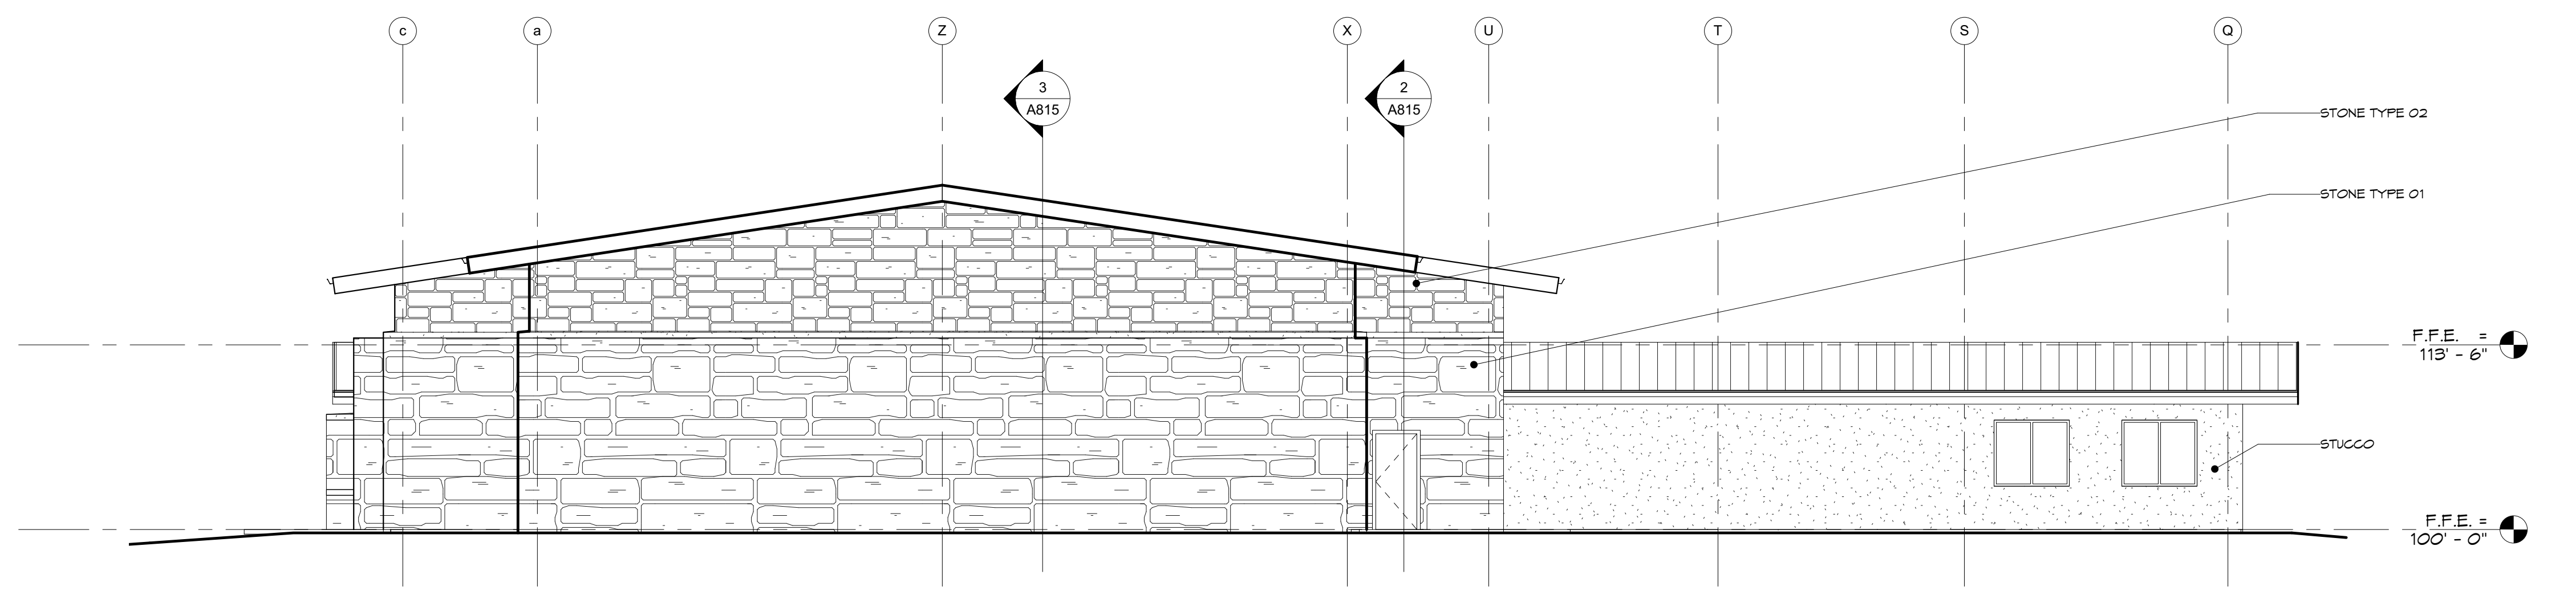 c a Z X U T S Q
3
A815
2
A815
STONE TYPE 02
STONE TYPE 01
F.F.E. =
113' - 6"
STUCCO
F.F.E. =
100' - 0"